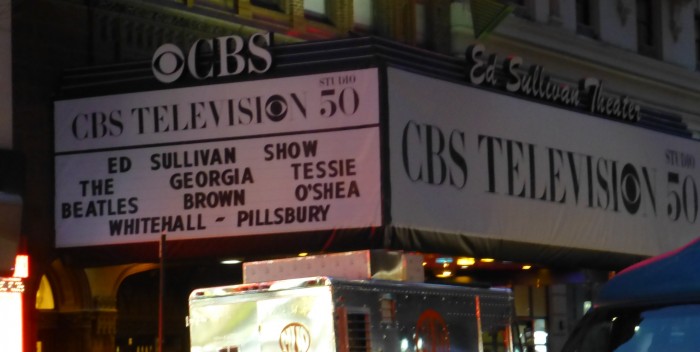 CBS
CBS TELEVISION STUDIO 50
ED SULLIVAN SHOW
THE BEATLES
GEORGIA BROWN
TESSIE O'SHEA
WHITEHALL - PILLSBURY
Ed Sullivan Theater
CBS TELEVISION STUDIO 50